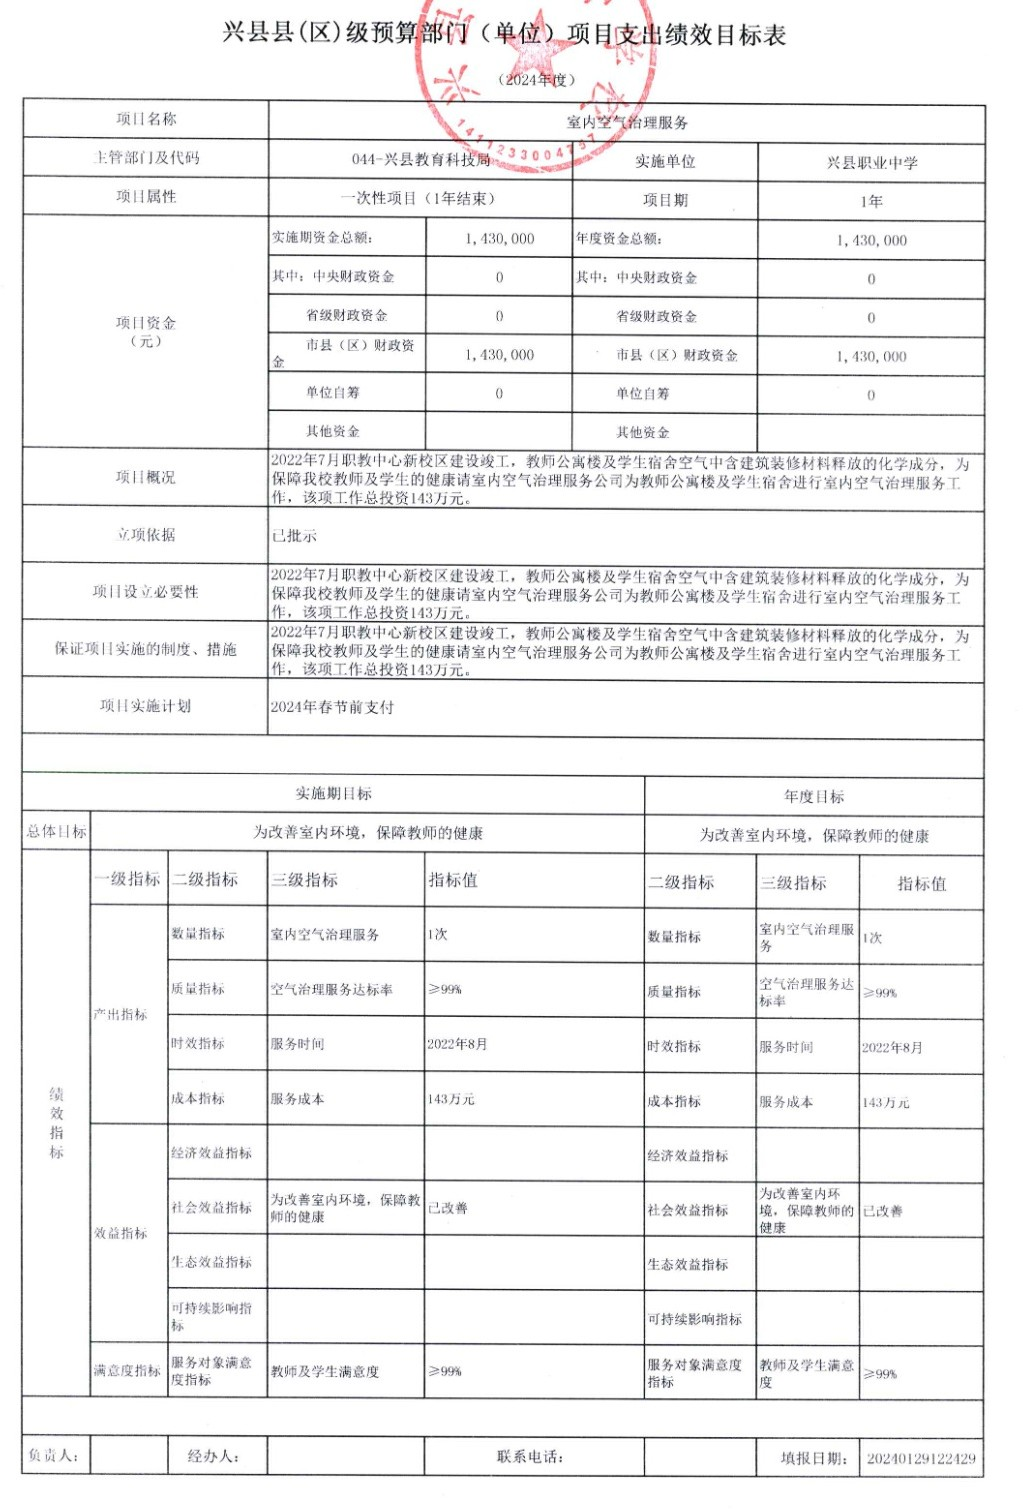 兴县县(区)级预算部门（单位）项目支出绩效目标表
（2024年度）
项目名称 室内空气治理服务
主管部门及代码 044-兴县教育科技局 实施单位 兴县职业中学
项目属性 一次性项目（1年结束） 项目期 1年
项目资金
（元）
实施期资金总额： 1,430,000 年度资金总额： 1,430,000
其中：中央财政资金 0 其中：中央财政资金 0
省级财政资金 0 省级财政资金 0
市县（区）财政资
金 1,430,000 市县（区）财政资金 1,430,000
单位自筹 0 单位自筹 0
其他资金 其他资金
项目概况
2022年7月职教中心新校区建设竣工，教师公寓楼及学生宿舍空气中含建筑装修材料释放的化学成分，为
保障我校教师及学生的健康请室内空气治理服务公司为教师公寓楼及学生宿舍进行室内空气治理服务工
作，该项工作总投资143万元。
立项依据 已批示
项目设立必要性
2022年7月职教中心新校区建设竣工，教师公寓楼及学生宿舍空气中含建筑装修材料释放的化学成分，为
保障我校教师及学生的健康请室内空气治理服务公司为教师公寓楼及学生宿舍进行室内空气治理服务工
作，该项工作总投资143万元。
保证项目实施的制度、措施
2022年7月职教中心新校区建设竣工，教师公寓楼及学生宿舍空气中含建筑装修材料释放的化学成分，为
保障我校教师及学生的健康请室内空气治理服务公司为教师公寓楼及学生宿舍进行室内空气治理服务工
作，该项工作总投资143万元。
项目实施计划 2024年春节前支付
实施期目标 年度目标
总体目标 为改善室内环境，保障教师的健康 为改善室内环境，保障教师的健康
绩效指标
一级指标 二级指标 三级指标 指标值 二级指标 三级指标 指标值
产出指标
数量指标 室内空气治理服务 1次 数量指标 室内空气治理服
务 1次
质量指标 空气治理服务达标率 ≥99% 质量指标 空气治理服务达
标率 ≥99%
时效指标 服务时间 2022年8月 时效指标 服务时间 2022年8月
成本指标 服务成本 143万元 成本指标 服务成本 143万元
效益指标
经济效益指标 经济效益指标
社会效益指标 为改善室内环境，保障教
师的健康 已改善 社会效益指标 为改善室内环
境，保障教师的
健康 已改善
生态效益指标 生态效益指标
可持续影响指
标 可持续影响指标
满意度指标 服务对象满意
度指标 教师及学生满意度 ≥99% 服务对象满意度
指标 教师及学生满意
度 ≥99%
负责人： 经办人： 联系电话： 填报日期： 20240129122429